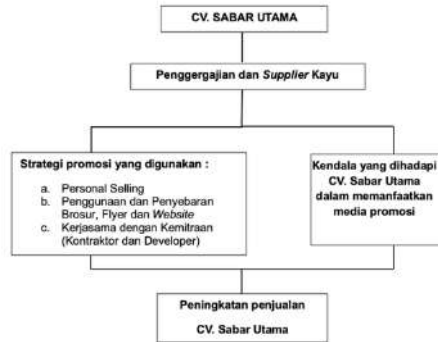 CV. SABAR UTAMA
Penggergajian dan Supplier Kayu
Strategi promosi yang digunakan :
a. Personal Selling
b. Penggunaan dan Penyebaran
Brosur, Flyer dan Website
c. Kerjasama dengan Kemitraan
(Kontraktor dan Developer)
Kendala yang dihadapi
CV. Sabar Utama
dalam memanfaatkan
media promosi
Peningkatan penjualan
CV. Sabar Utama